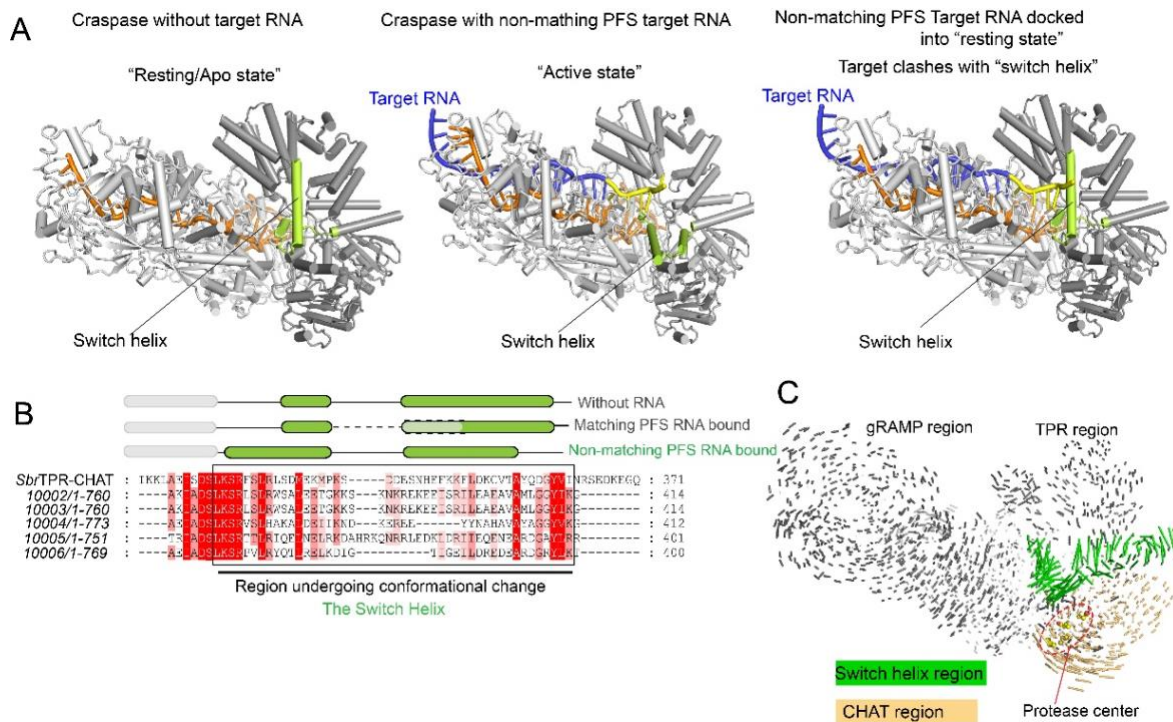 A
Craspase without target RNA
"Resting/Apo state"
Switch helix
Craspase with non-mathing PFS target RNA
"Active state"
Target RNA
Switch helix
Non-matching PFS Target RNA docked
into "resting state"
Target clashes with "switch helix"
Target RNA
Switch helix
B
Without RNA
Matching PFS RNA bound
Non-matching PFS RNA bound
SbrTPR-CHAT : : 371
10002/1-760 : : 414
10003/1-760 : : 414
10004/1-773 : : 412
10005/1-751 : : 401
10006/1-769 : : 400
Region undergoing conformational change
The Switch Helix
C
gRAMP region
TPR region
Switch helix region
CHAT region
Protease center